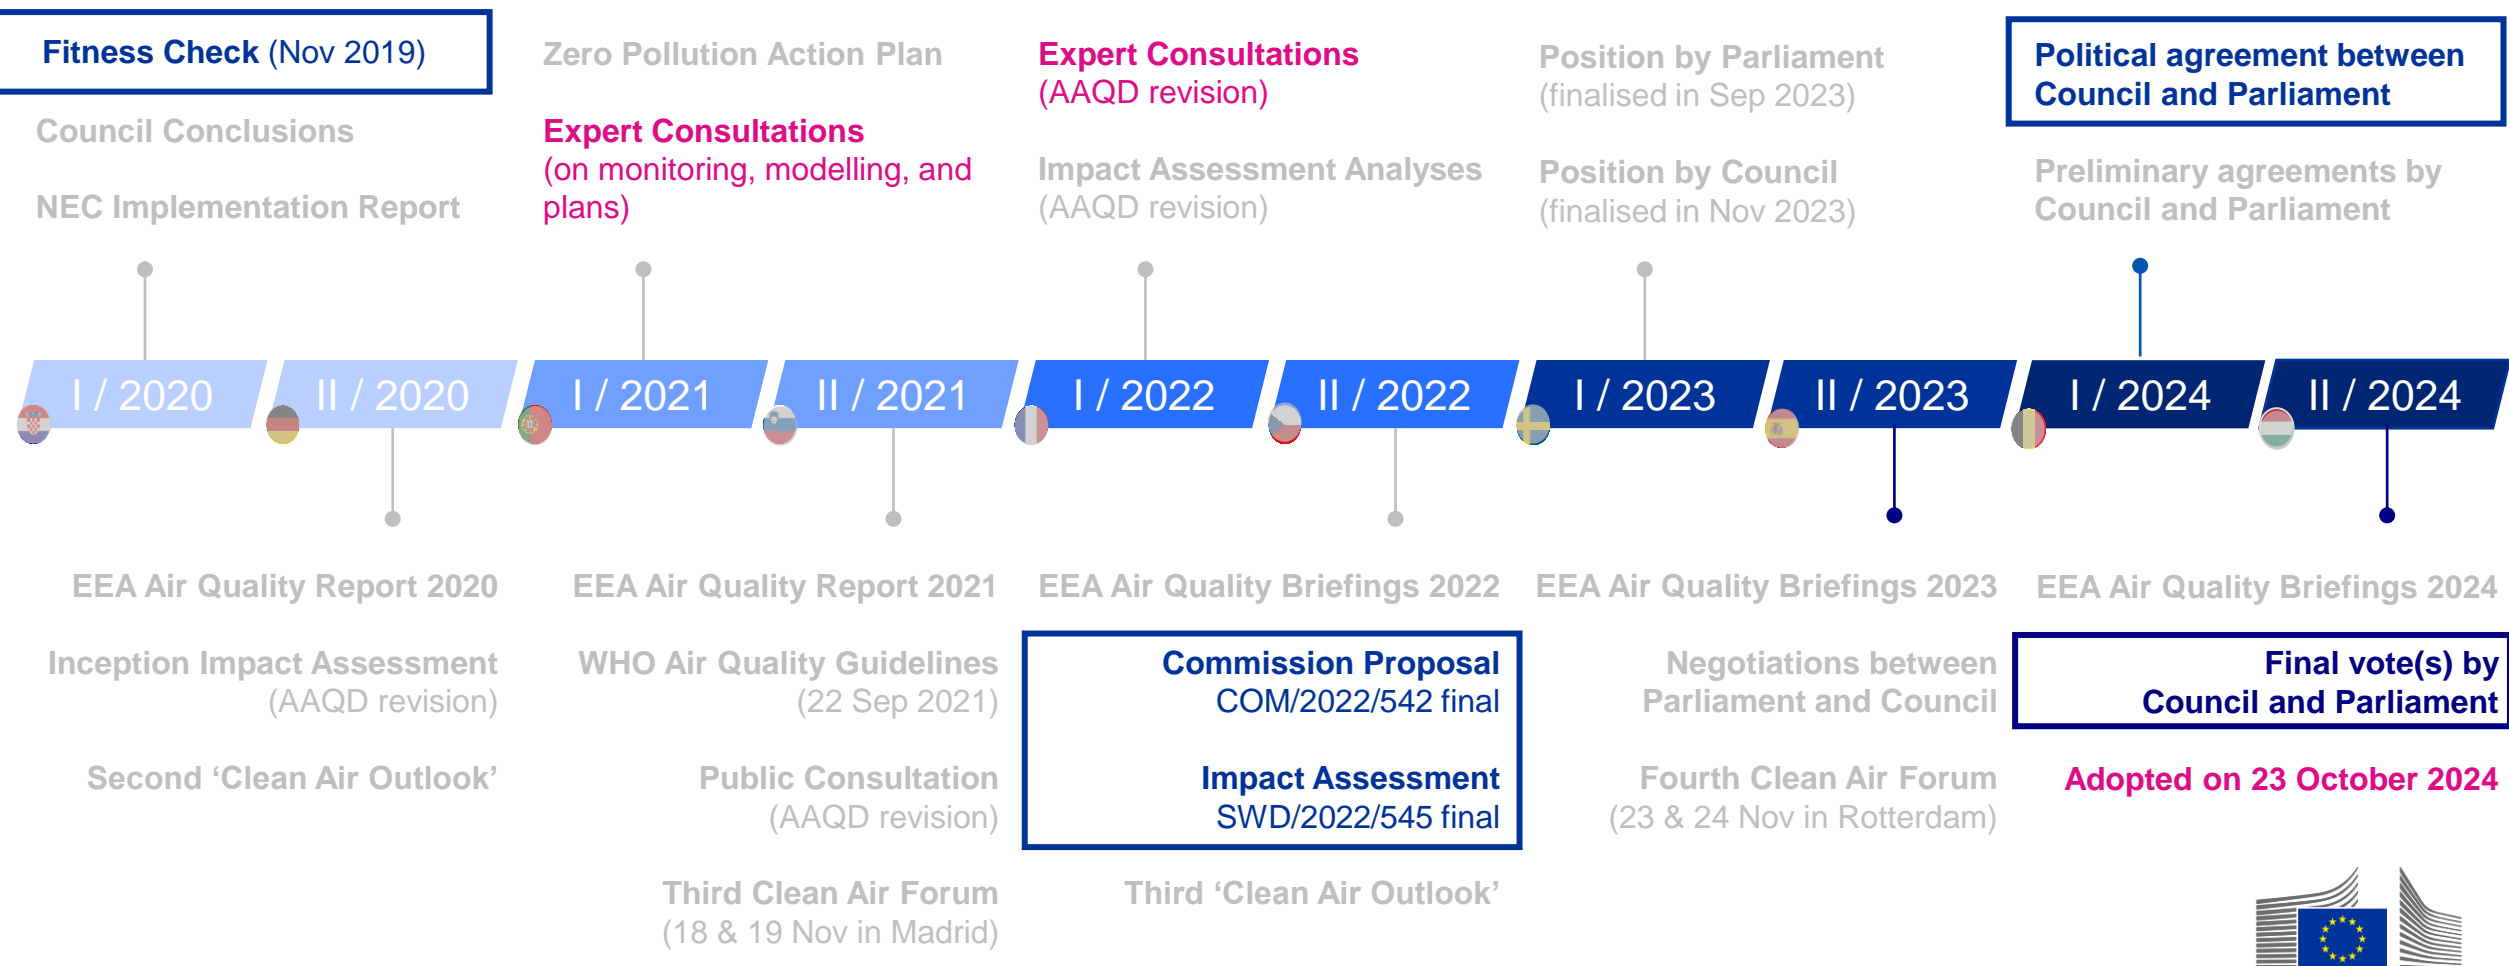 Fitness Check (Nov 2019)
Council Conclusions
NEC Implementation Report
Zero Pollution Action Plan
Expert Consultations
(on monitoring, modelling, and
plans)
Expert Consultations
(AAQD revision)
Impact Assessment Analyses
(AAQD revision)
Position by Parliament
(finalised in Sep 2023)
Position by Council
(finalised in Nov 2023)
Political agreement between
Council and Parliament
Preliminary agreements by
Council and Parliament
I / 2020
II / 2020
I / 2021
II / 2021
I / 2022
II / 2022
I / 2023
II / 2023
I / 2024
II / 2024
EEA Air Quality Report 2020
Inception Impact Assessment
(AAQD revision)
Second ‘Clean Air Outlook’
EEA Air Quality Report 2021
WHO Air Quality Guidelines
(22 Sep 2021)
Public Consultation
(AAQD revision)
Third Clean Air Forum
(18 & 19 Nov in Madrid)
EEA Air Quality Briefings 2022
Commission Proposal
COM/2022/542 final
Impact Assessment
SWD/2022/545 final
Third ‘Clean Air Outlook’
EEA Air Quality Briefings 2023
Negotiations between
Parliament and Council
Fourth Clean Air Forum
(23 & 24 Nov in Rotterdam)
EEA Air Quality Briefings 2024
Final vote(s) by
Council and Parliament
Adopted on 23 October 2024